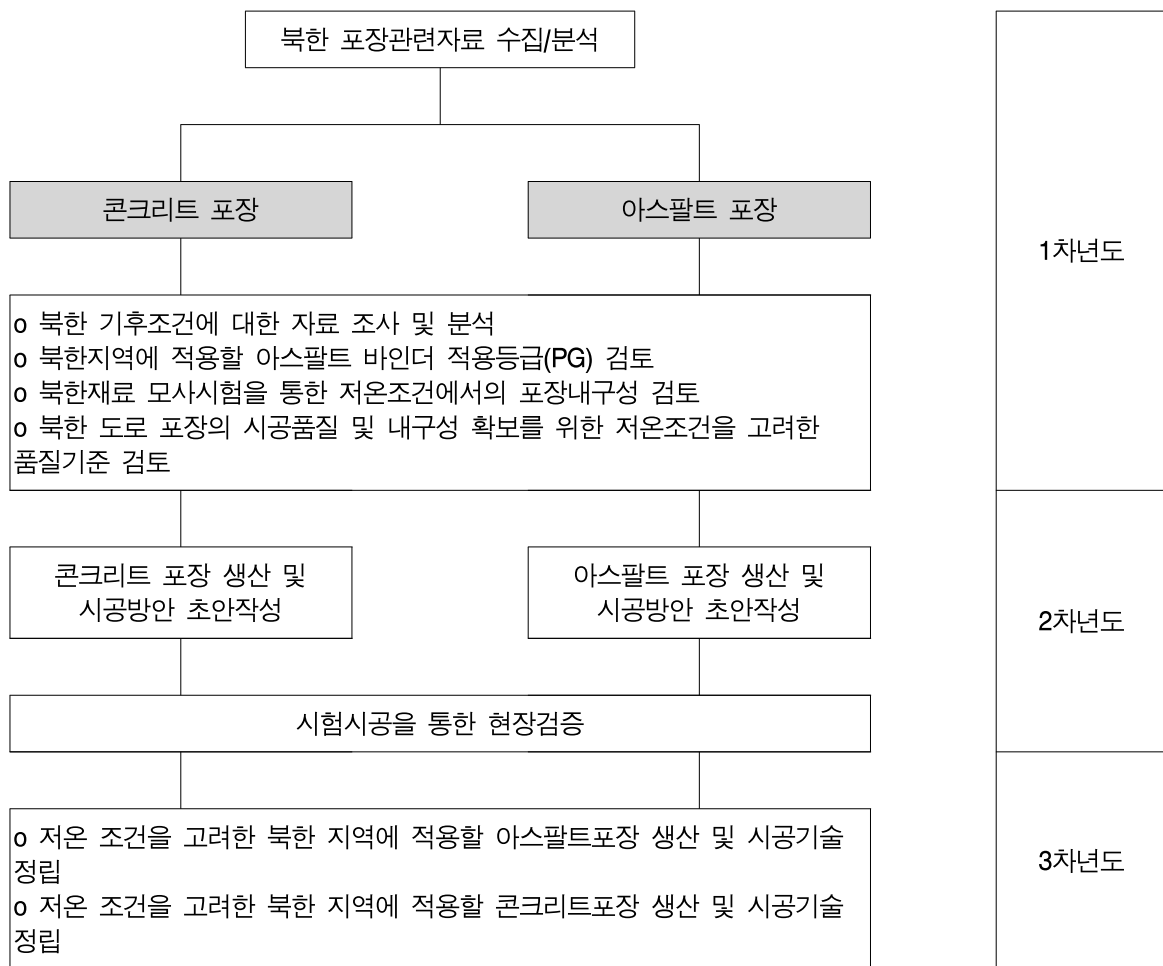 북한 포장관련자료 수집/분석
콘크리트 포장
아스팔트 포장
1차년도
o 북한 기후조건에 대한 자료 조사 및 분석
o 북한지역에 적용할 아스팔트 바인더 적용등급(PG) 검토
o 북한재료 모사시험을 통한 저온조건에서의 포장내구성 검토
o 북한 도로 포장의 시공품질 및 내구성 확보를 위한 저온조건을 고려한
품질기준 검토
콘크리트 포장 생산 및
시공방안 초안작성
아스팔트 포장 생산 및
시공방안 초안작성
2차년도
시험시공을 통한 현장검증
o 저온 조건을 고려한 북한 지역에 적용할 아스팔트포장 생산 및 시공기술
정립
o 저온 조건을 고려한 북한 지역에 적용할 콘크리트포장 생산 및 시공기술
정립
3차년도